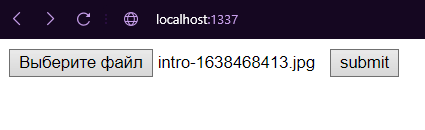 localhost:1337
Выберите файл intro-1638468413.jpg submit